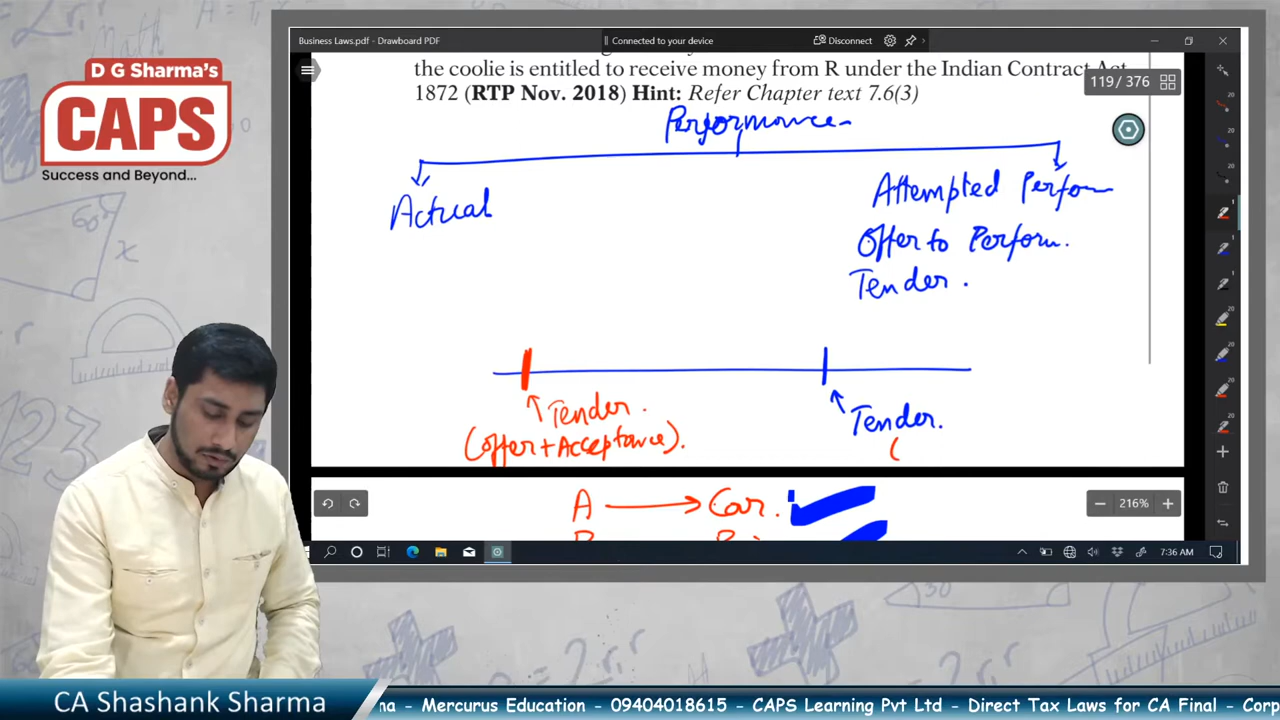 D G Sharma's
CAPS
Success and Beyond...
Business Laws.pdf - Drawboard PDF
Connected to your device
Disconnect
the coolie is entitled to receive money from R under the Indian Contract Act,
1872 (RTP Nov. 2018) Hint: Refer Chapter text 7.6(3)
119 / 376
Performance
Actual
Attempted Perform
Offer to Perform.
Tender.
Tender.
(Offer + Acceptance).
Tender.
(
A → Car.
216%
7:36 AM
CA Shashank Sharma
- Mercurus Education - 09404018615 - CAPS Learning Pvt Ltd - Direct Tax Laws for CA Final - Corp